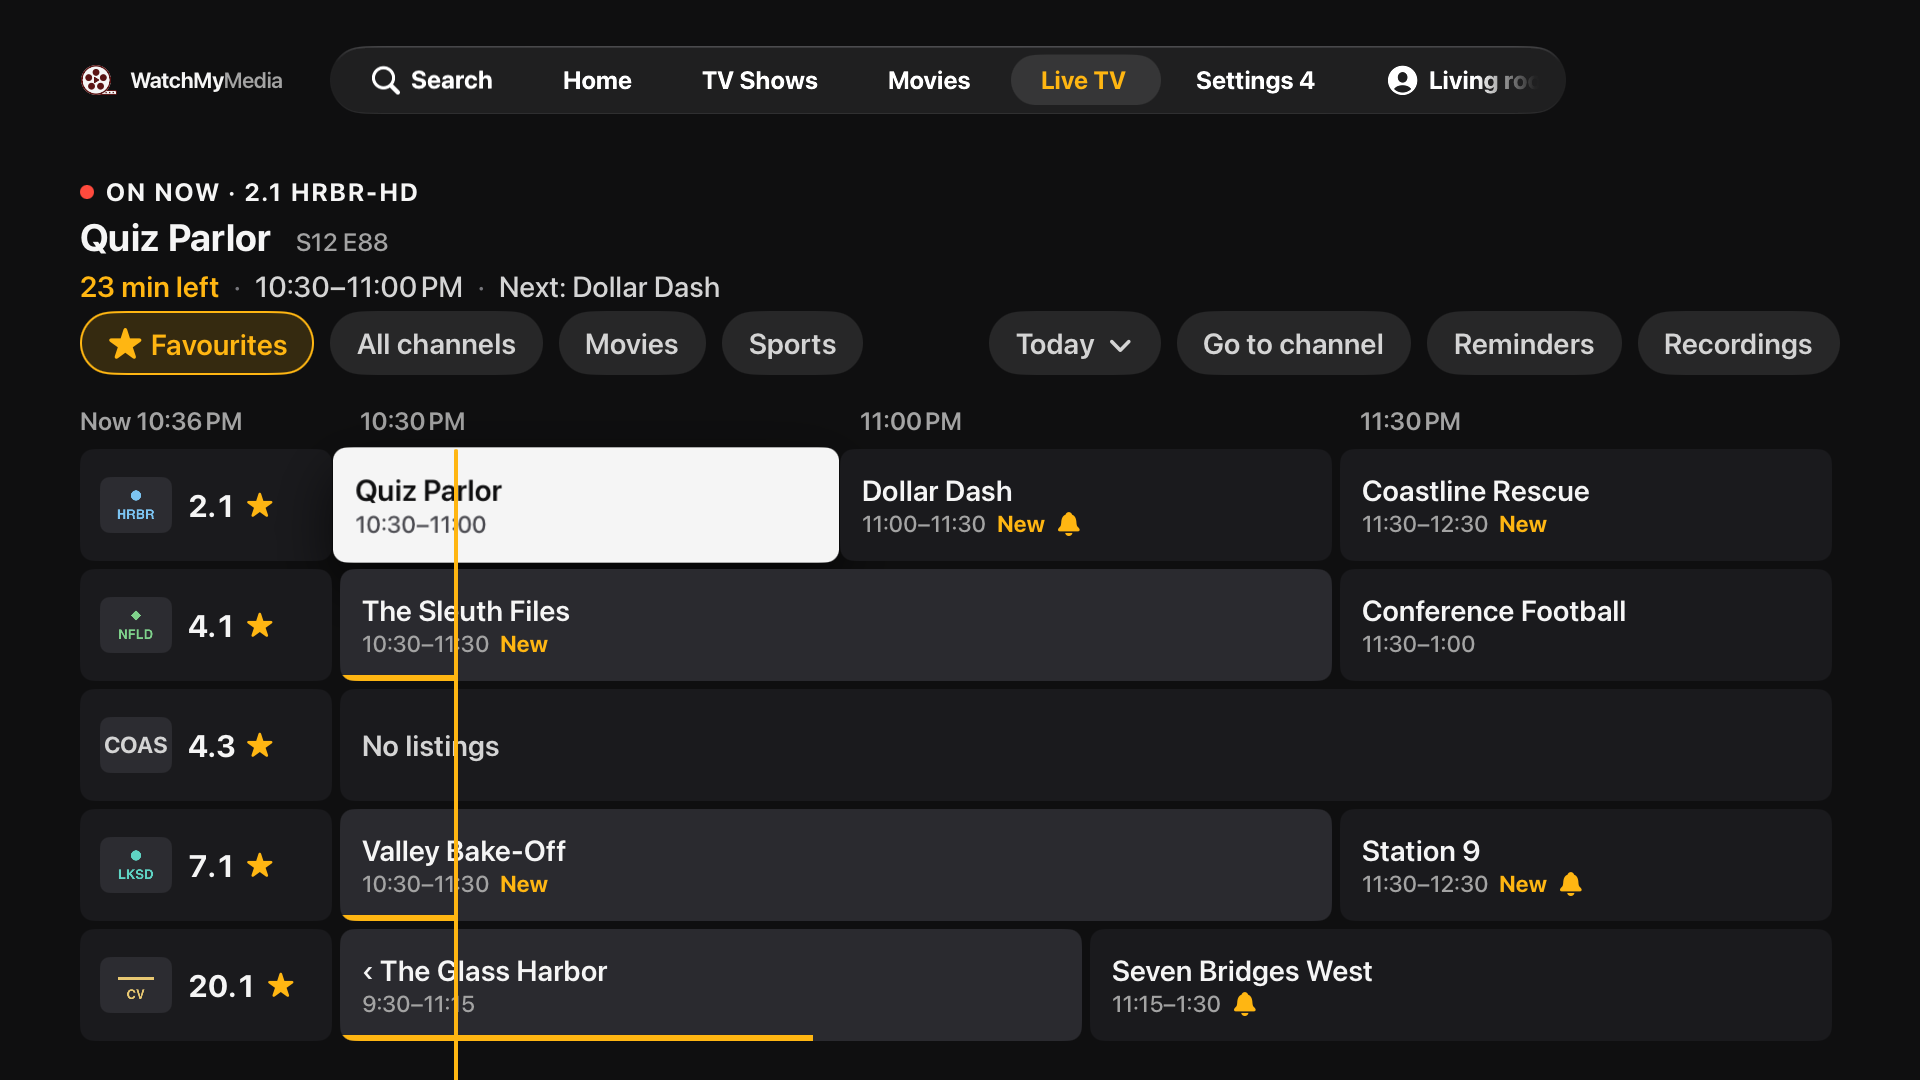 WatchMyMedia
Search
Home
TV Shows
Movies
Live TV
Settings 4
Living
ON NOW · 2.1 HRBR-HD
Quiz Parlor S12 E88
23 min left · 10:30–11:00 PM · Next: Dollar Dash
Favourites
All channels
Movies
Sports
Today
Go to channel
Reminders
Recordings
Now 10:36 PM
10:30 PM
11:00 PM
11:30 PM
HRBR
2.1
Quiz Parlor
10:30–11:00
Dollar Dash
11:00–11:30 New
Coastline Rescue
11:30–12:30 New
NFLD
4.1
The Sleuth Files
10:30–11:30 New
Conference Football
11:30–1:00
COAS
4.3
No listings
LKSD
7.1
Valley Bake-Off
10:30–11:30 New
Station 9
11:30–12:30 New
CV
20.1
‹ The Glass Harbor
9:30–11:15
Seven Bridges West
11:15–1:30